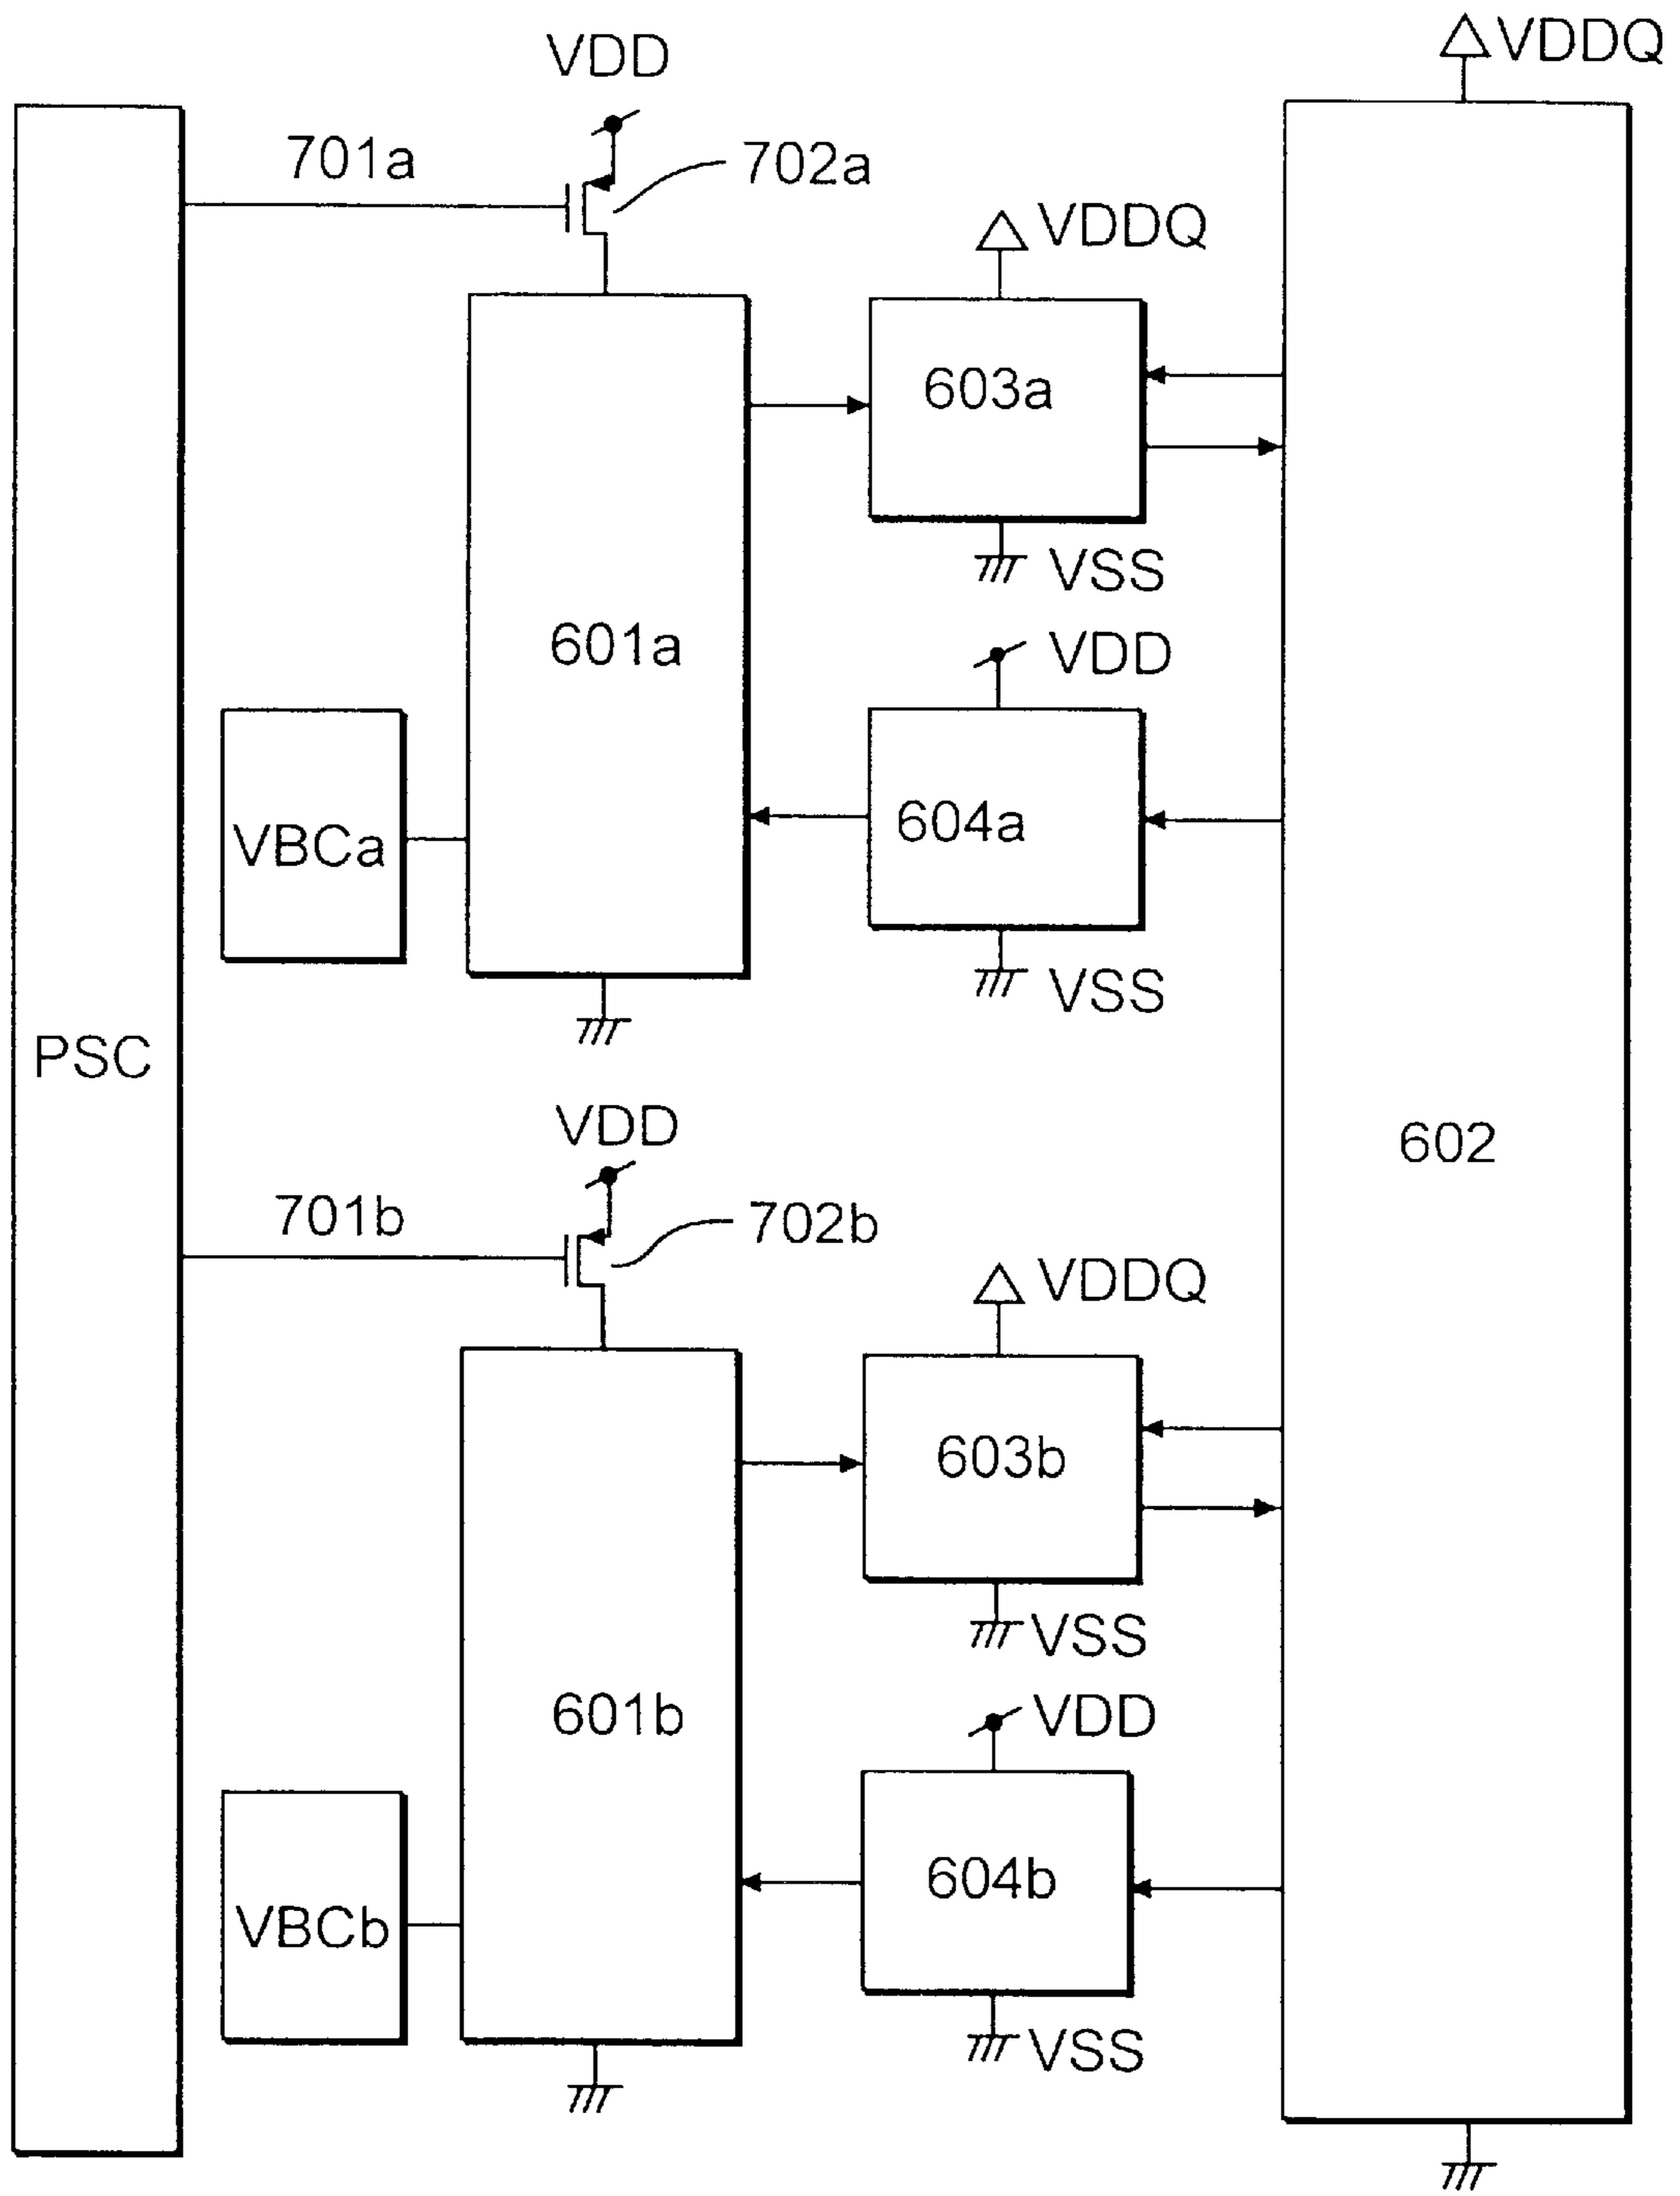 VDDQ
VDD
701a
702a
VDDQ
603a
VSS
601a
VDD
604a
VBCa
VSS
PSC
VDD
602
701b
702b
VDDQ
603b
VSS
601b
VDD
604b
VBCb
VSS